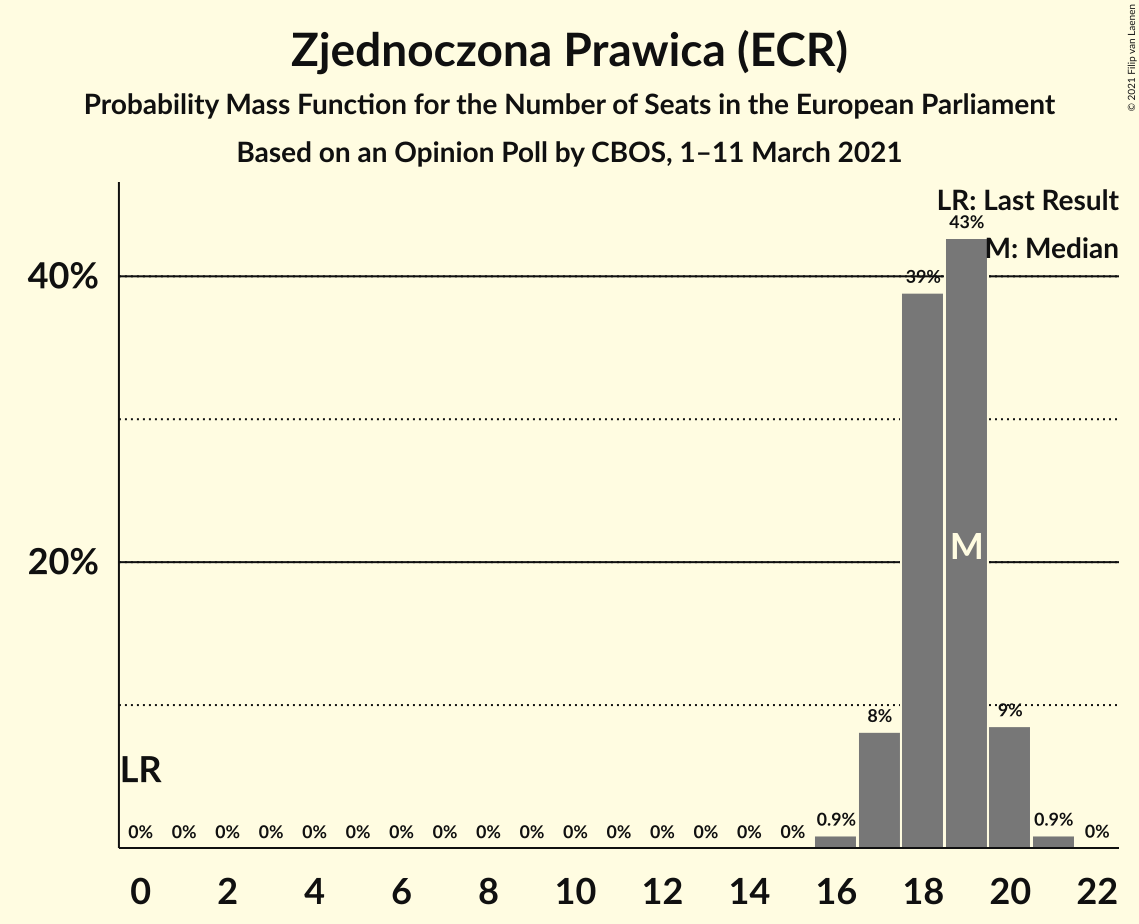 © 2021 Filip van Laenen
Zjednoczona Prawica (ECR)
Probability Mass Function for the Number of Seats in the European Parliament
Based on an Opinion Poll by CBOS, 1–11 March 2021
LR: Last Result
43%
M: Median
40%
39%
M
20%
9%
8%
LR
0% 0% 0% 0% 0% 0% 0% 0% 0% 0% 0% 0% 0% 0% 0% 0% 0.9% 0.9% 0%
0 2 4 6 8 10 12 14 16 18 20 22